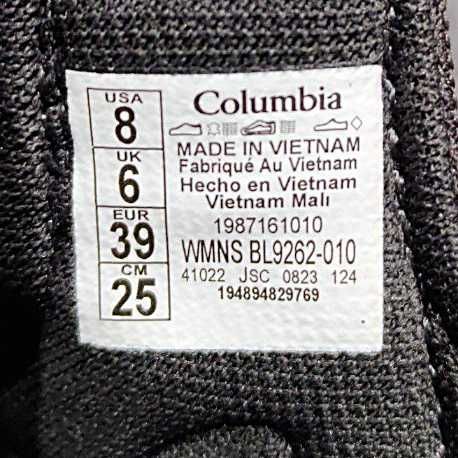 USA
8
UK
6
EUR
39
CM
25
Columbia
MADE IN VIETNAM
Fabriqué Au Vietnam
Hecho en Vietnam
Vietnam Malı
1987161010
WMNS BL9262-010
41022 JSC 0823 124
194894829769